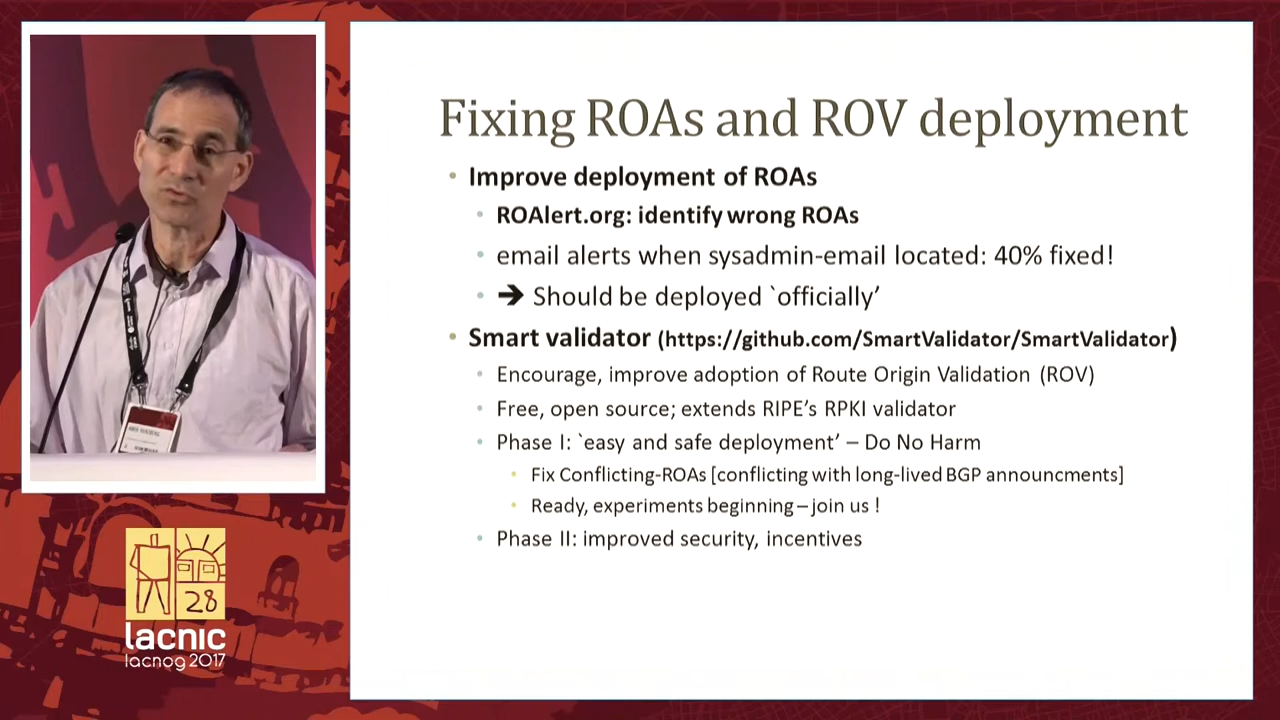 Fixing ROAs and ROV deployment
Improve deployment of ROAs
ROAlert.org: identify wrong ROAs
email alerts when sysadmin-email located: 40% fixed!
➔ Should be deployed `officially’
Smart validator (https://github.com/SmartValidator/SmartValidator)
Encourage, improve adoption of Route Origin Validation (ROV)
Free, open source; extends RIPE’s RPKI validator
Phase I: `easy and safe deployment’ – Do No Harm
Fix Conflicting-ROAs [conflicting with long-lived BGP announcments]
Ready, experiments beginning – join us !
Phase II: improved security, incentives
28
lacnic
lacnog 2017